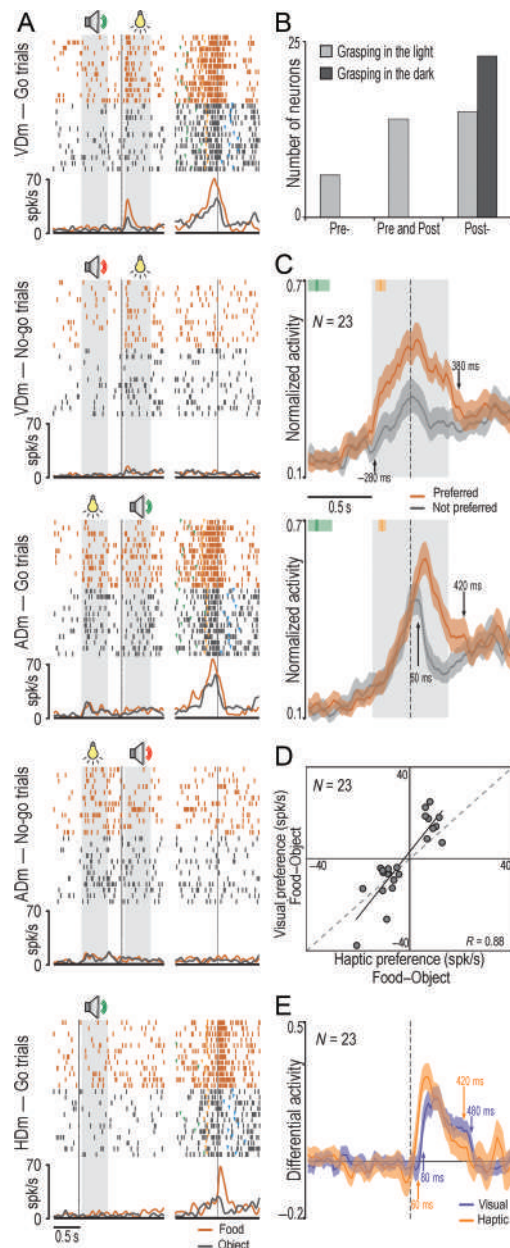 A
VDm — Go trials
70
spk/s
0
VDm — No-go trials
70
spk/s
0
ADm — Go trials
70
spk/s
0
ADm — No-go trials
70
spk/s
0
HDm — Go trials
70
spk/s
0
0.5 s
Food
Object
B
25
Number of neurons
0
Grasping in the light
Grasping in the dark
Pre-
Pre and Post
Post-
C
0.7
Normalized activity
0.1
N = 23
380 ms
−280 ms
0.5 s
Preferred
Not preferred
0.7
Normalized activity
0.1
420 ms
60 ms
D
N = 23
40
Visual preference (spk/s)
Food–Object
−40
40
−40
R = 0.88
Haptic preference (spk/s)
Food–Object
E
0.5
N = 23
Differential activity
420 ms
480 ms
80 ms
60 ms
−0.2
Visual
Haptic